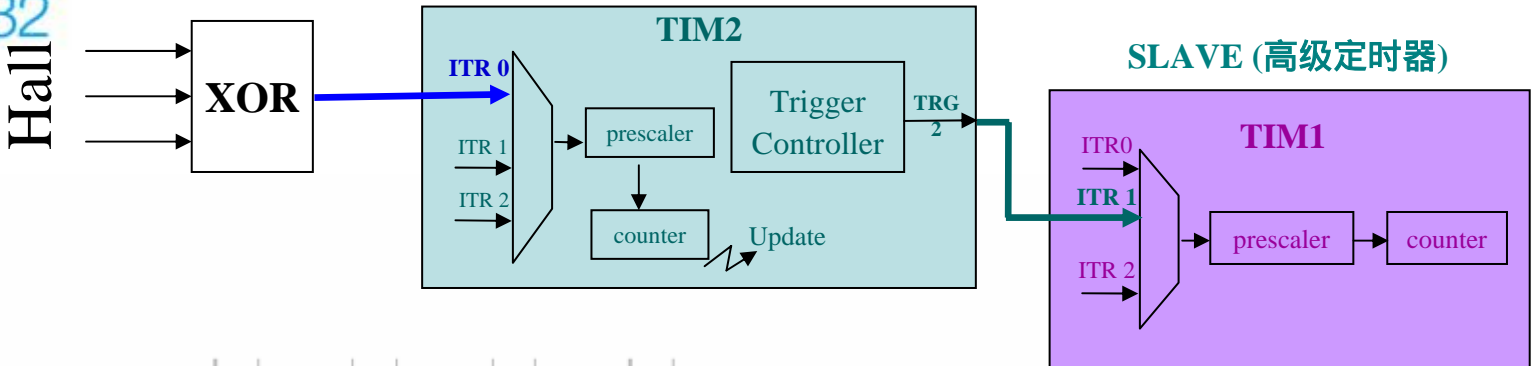 32
Hall
XOR
TIM2
ITR 0
ITR 1
ITR 2
prescaler
counter
Update
Trigger
Controller
TRG
2
SLAVE (高级定时器)
TIM1
ITR0
ITR 1
ITR 2
prescaler
counter